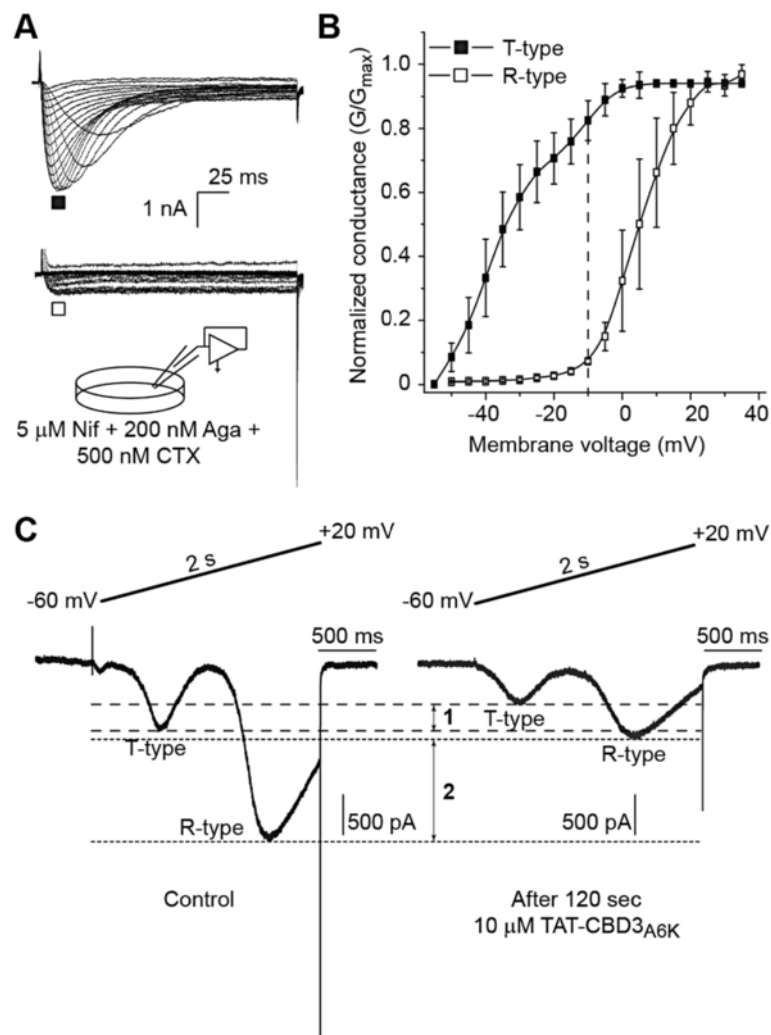 A
25 ms
1 nA
5 μM Nif + 200 nM Aga +
500 nM CTX
B
T-type
R-type
Normalized conductance (G/Gmax)
1.0
0.8
0.6
0.4
0.2
0
-40 -20 0 20 40
Membrane voltage (mV)
C
+20 mV
2 s
-60 mV
500 ms
T-type
R-type
500 pA
Control
+20 mV
2 s
-60 mV
500 ms
1
T-type
R-type
2
500 pA
After 120 sec
10 μM TAT-CBD3A6K